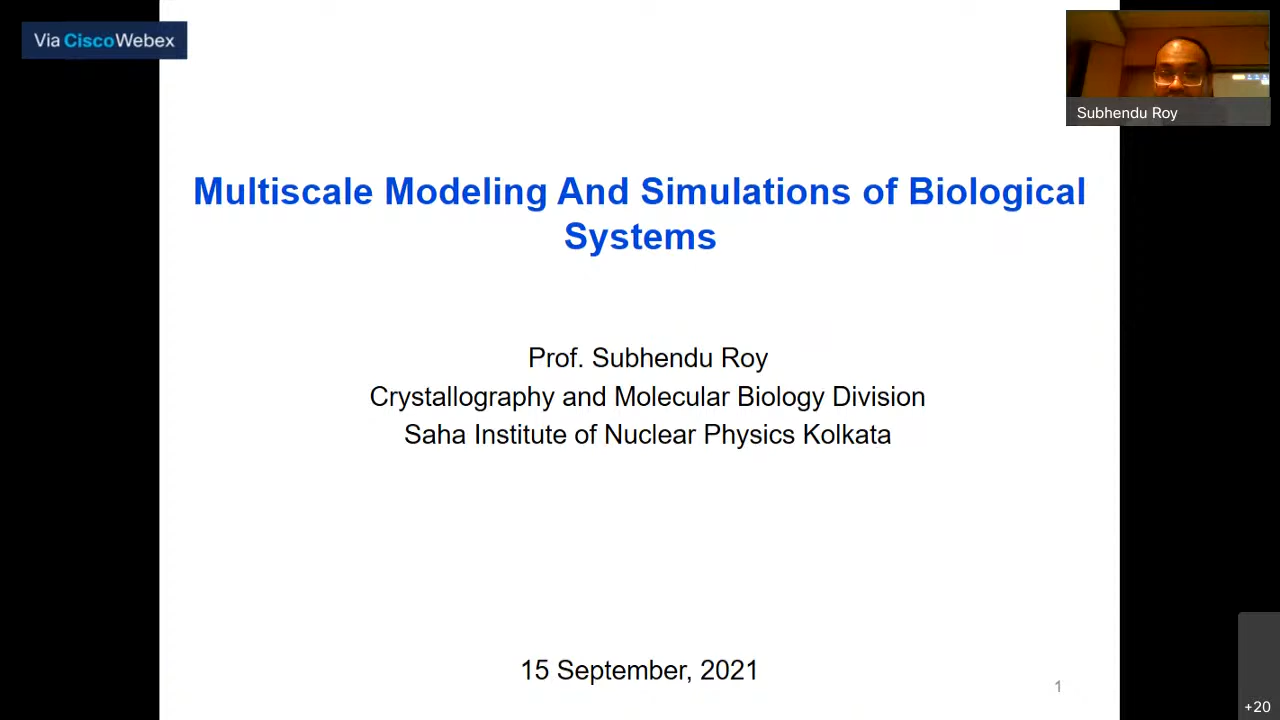 Via CiscoWebex
Subhendu Roy
Multiscale Modeling And Simulations of Biological
Systems
Prof. Subhendu Roy
Crystallography and Molecular Biology Division
Saha Institute of Nuclear Physics Kolkata
15 September, 2021
1
+20